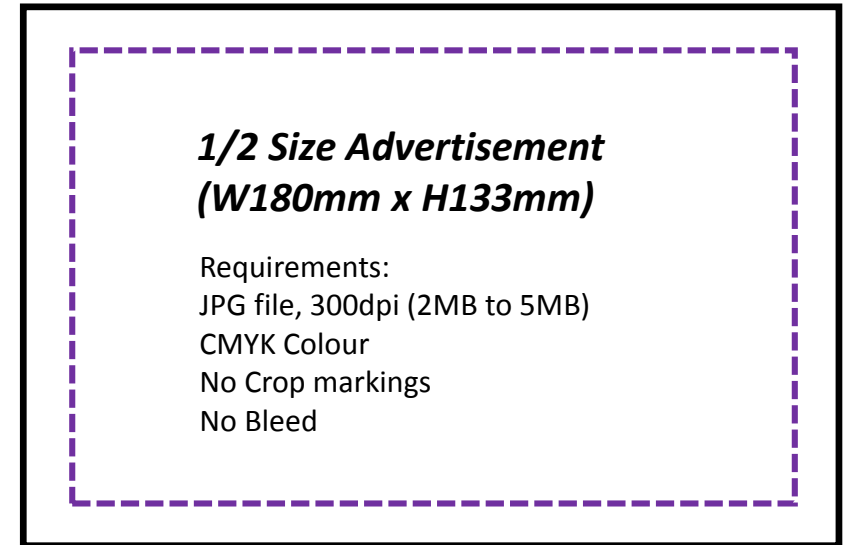 1/2 Size Advertisement
(W180mm x H133mm)
Requirements:
JPG file, 300dpi (2MB to 5MB)
CMYK Colour
No Crop markings
No Bleed